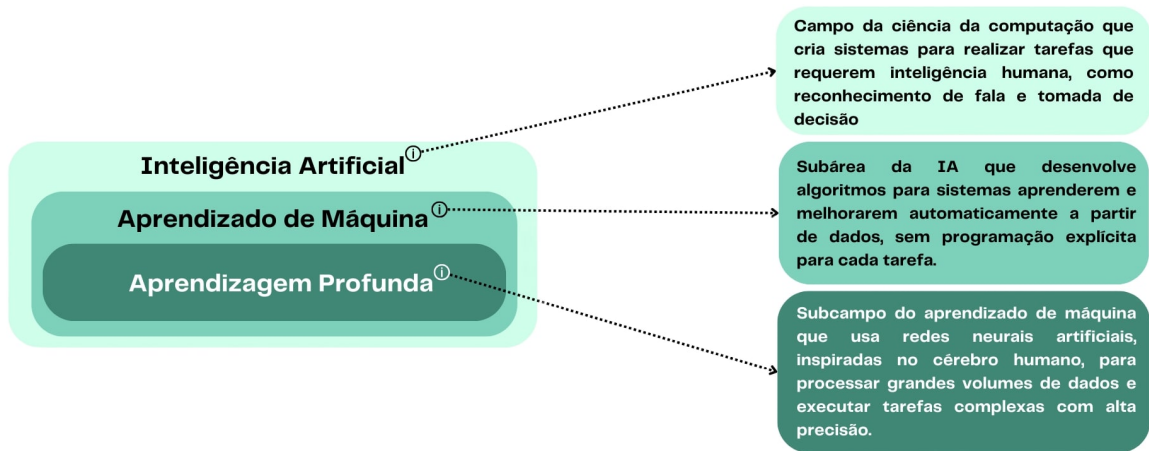 Inteligência Artificial
Aprendizado de Máquina
Aprendizagem Profunda
Campo da ciência da computação que
cria sistemas para realizar tarefas que
requerem inteligência humana, como
reconhecimento de fala e tomada de
decisão
Subárea da IA que desenvolve
algoritmos para sistemas aprenderem e
melhorarem automaticamente a partir
de dados, sem programação explícita
para cada tarefa.
Subcampo do aprendizado de máquina
que usa redes neurais artificiais,
inspiradas no cérebro humano, para
processar grandes volumes de dados e
executar tarefas complexas com alta
precisão.